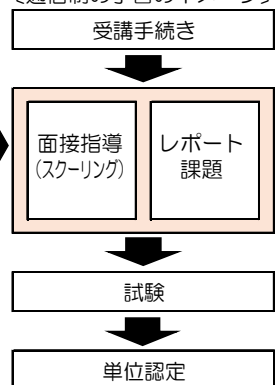 受講手続き
面接指導
(スクーリング)
レポート
課題
試験
単位認定